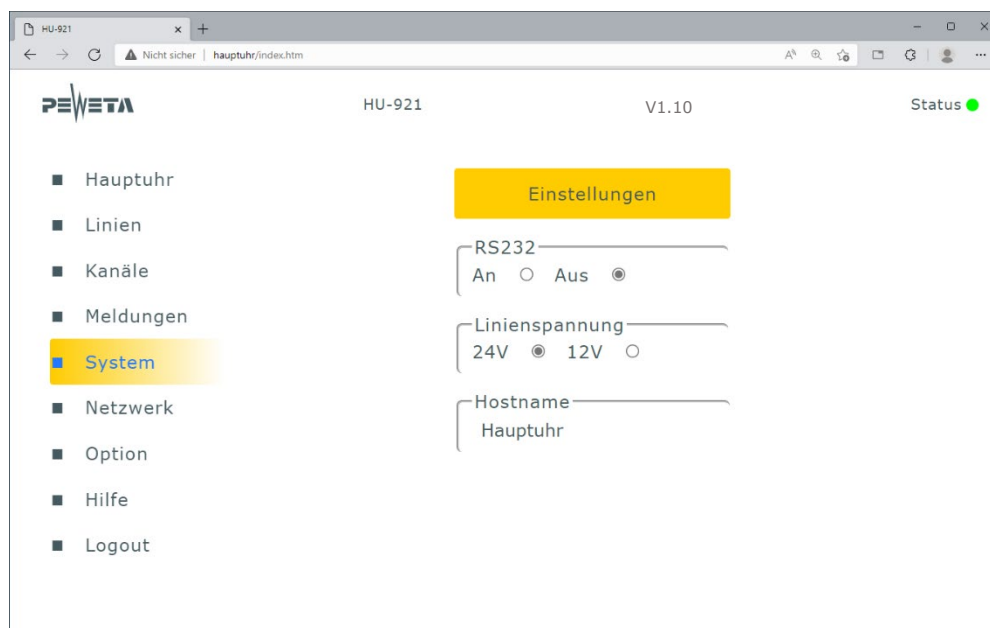 HU-921
Nicht sicher | hauptuhr/index.htm
PEWETA
HU-921
V1.10
Status
Hauptuhr
Linien
Kanäle
Meldungen
System
Netzwerk
Option
Hilfe
Logout
Einstellungen
RS232
An Aus
Linienspannung
24V 12V
Hostname
Hauptuhr